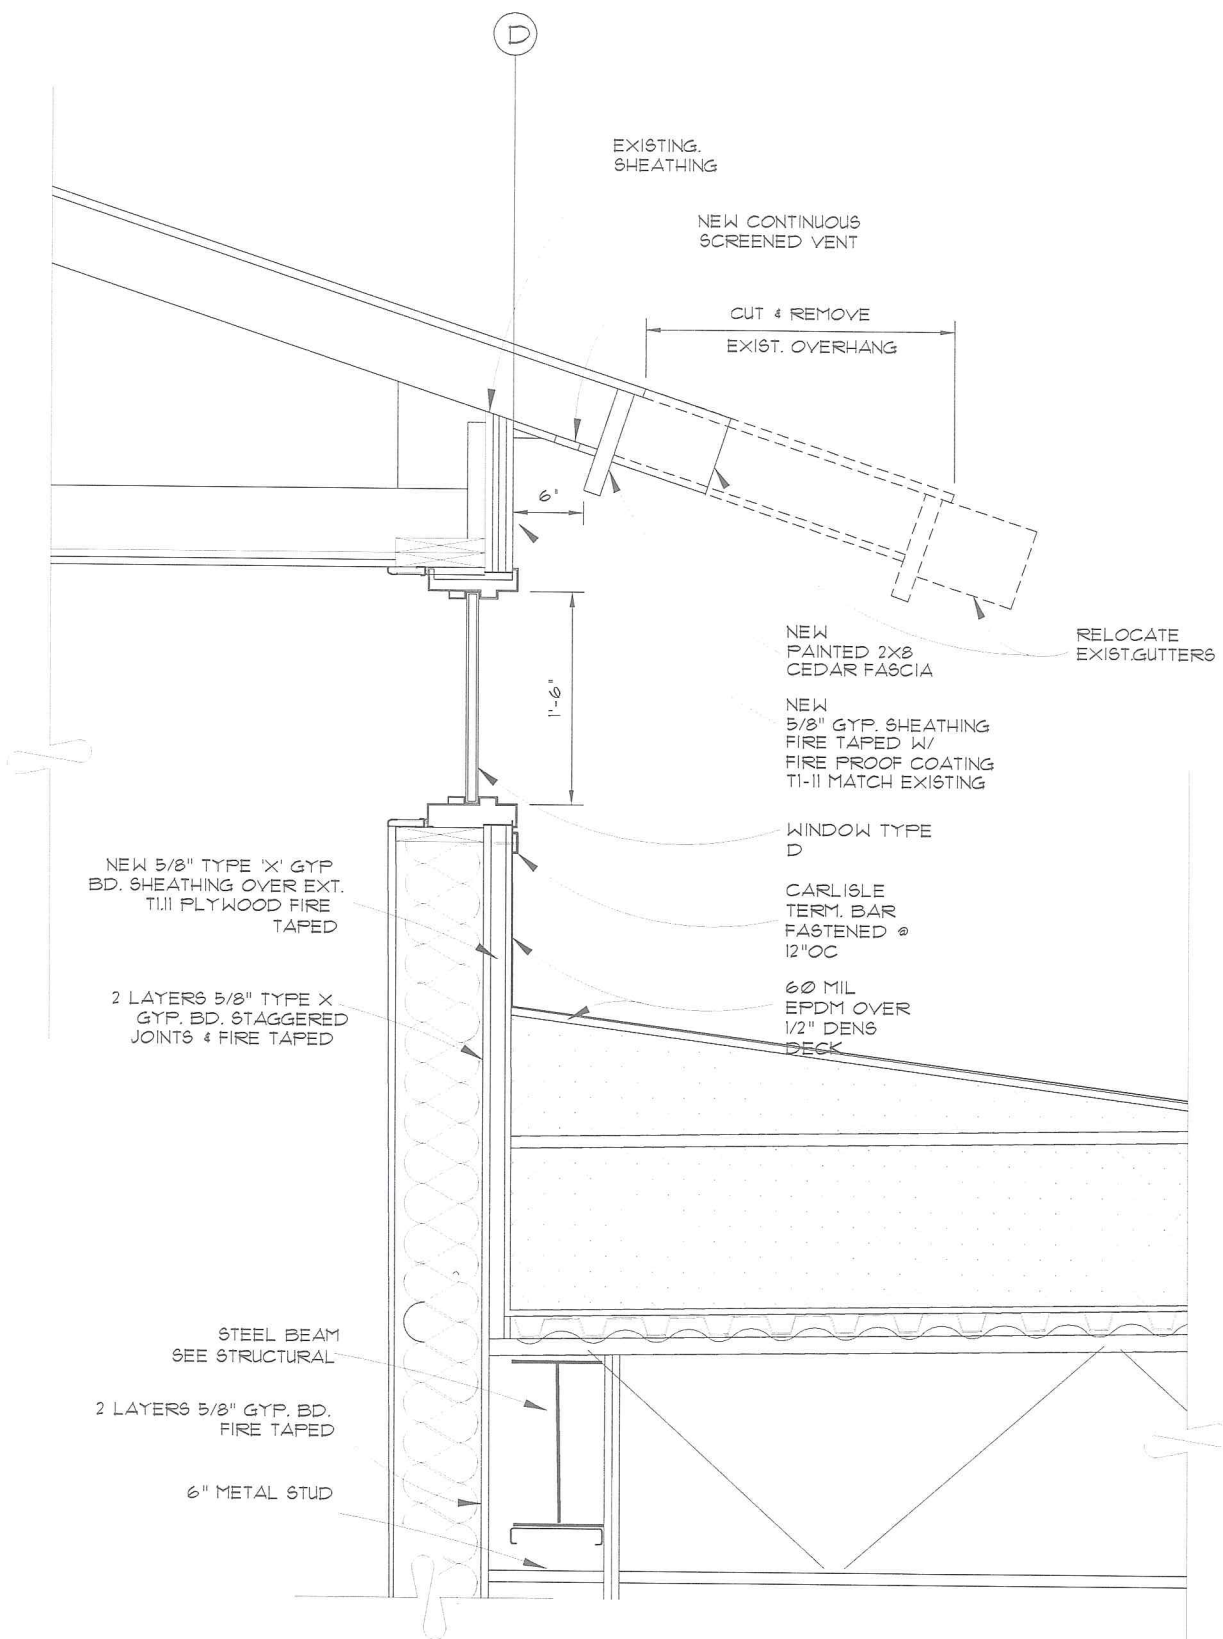 D
EXISTING.
SHEATHING
NEW CONTINUOUS
SCREENED VENT
CUT & REMOVE
EXIST. OVERHANG
6"
NEW
PAINTED 2X8
CEDAR FASCIA
RELOCATE
EXIST.GUTTERS
1'-6"
NEW
5/8" GYP. SHEATHING
FIRE TAPED W/
FIRE PROOF COATING
T1-11 MATCH EXISTING
WINDOW TYPE
D
NEW 5/8" TYPE 'X' GYP
BD. SHEATHING OVER EXT.
T1.11 PLYWOOD FIRE
TAPED
CARLISLE
TERM. BAR
FASTENED @
12"OC
2 LAYERS 5/8" TYPE X
GYP. BD. STAGGERED
JOINTS & FIRE TAPED
60 MIL
EPDM OVER
1/2" DENS
DECK
STEEL BEAM
SEE STRUCTURAL
2 LAYERS 5/8" GYP. BD.
FIRE TAPED
6" METAL STUD